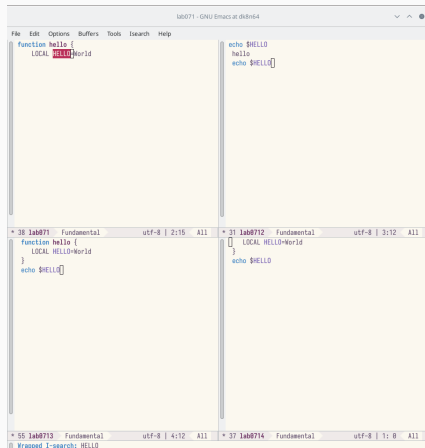 lab071 - GNU Emacs at dk8n64
File Edit Options Buffers Tools Isearch Help
function hello {
LOCAL HELLO=World
* 38 lab071 Fundamental utf-8 | 2:15 All
echo $HELLO
hello
echo $HELLO
* 31 lab0712 Fundamental utf-8 | 3:12 All
function hello {
LOCAL HELLO=World
}
echo $HELLO
* 55 lab0713 Fundamental utf-8 | 4:12 All
LOCAL HELLO=World
}
echo $HELLO
* 37 lab0714 Fundamental utf-8 | 1: 0 All
Wrapped I-search: HELLO